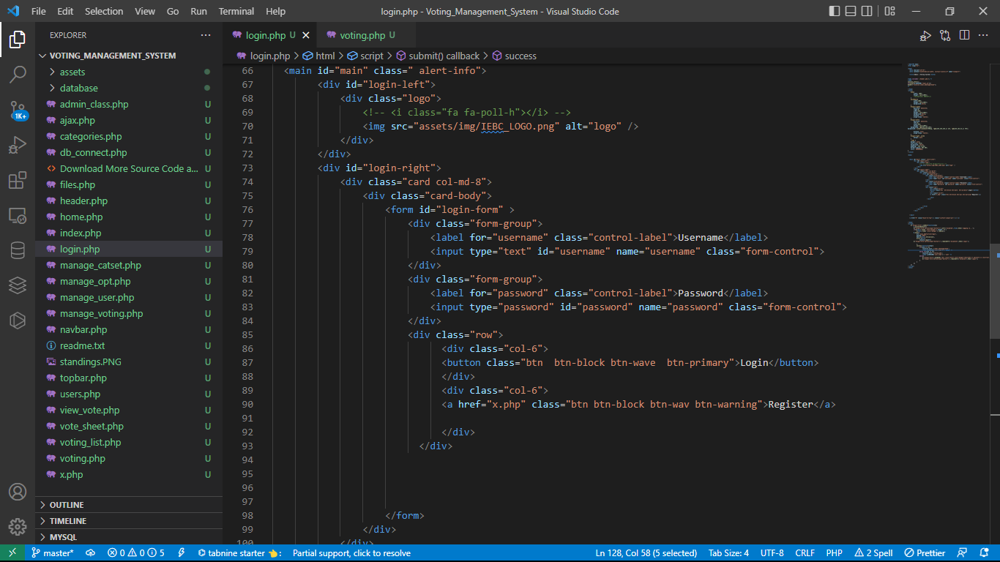 File Edit Selection View Go Run Terminal Help
login.php - Voting_Management_System - Visual Studio Code
EXPLORER
VOTING_MANAGEMENT_SYSTEM
assets
database
admin_class.php U
ajax.php U
categories.php U
db_connect.php U
Download More Source Code a... U
files.php U
header.php U
home.php U
index.php U
login.php U
manage_catset.php U
manage_opt.php U
manage_user.php U
manage_voting.php U
navbar.php U
readme.txt U
standings.PNG U
topbar.php U
users.php U
view_vote.php U
vote_sheet.php U
voting_list.php U
voting.php U
x.php U
OUTLINE
TIMELINE
MYSQL
1K+
login.php U
voting.php U
login.php > html > script > submit() callback > success
66 <main id="main" class=" alert-info">
67 <div id="login-left">
68 <div class="logo">
69 <!-- <i class="fa fa-poll-h"></i> -->
70 <img src="assets/img/IEBC_LOGO.png" alt="logo" />
71 </div>
72 </div>
73 <div id="login-right">
74 <div class="card col-md-8">
75 <div class="card-body">
76 <form id="login-form" >
77 <div class="form-group">
78 <label for="username" class="control-label">Username</label>
79 <input type="text" id="username" name="username" class="form-control">
80 </div>
81 <div class="form-group">
82 <label for="password" class="control-label">Password</label>
83 <input type="password" id="password" name="password" class="form-control">
84 </div>
85 <div class="row">
86 <div class="col-6">
87 <button class="btn  btn-block btn-wave  btn-primary">Login</button>
88 </div>
89 <div class="col-6">
90 <a href="x.php" class="btn btn-block btn-wav btn-warning">Register</a>
91
92 </div>
93 </div>
94
95
96
97
98 </form>
99 </div>
100 </div>
master* 0 0 5 tabnine starter : Partial support, click to resolve
Ln 128, Col 58 (5 selected) Tab Size: 4 UTF-8 CRLF PHP 2 Spell Prettier